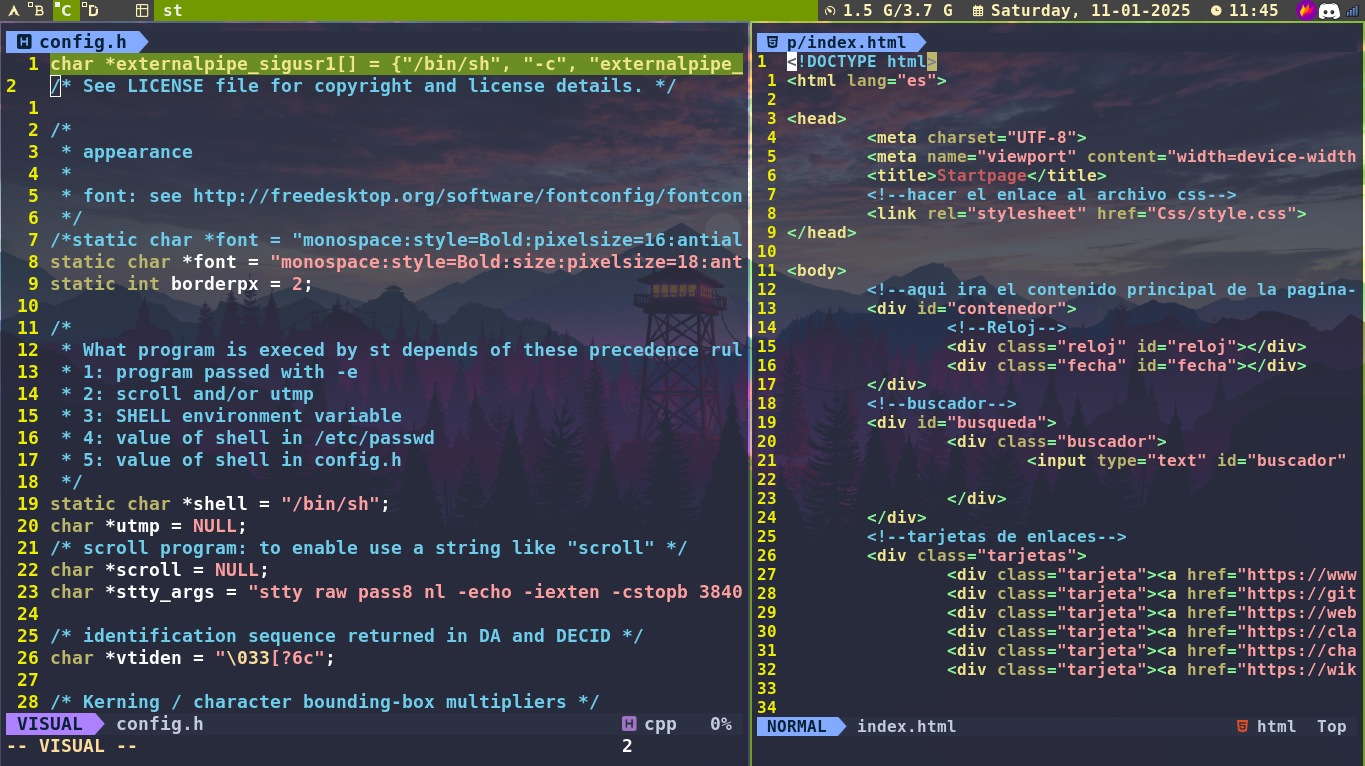 B C D st 1.5 G/3.7 G Saturday, 11-01-2025 11:45
config.h
1 char *externalpipe_sigusr1[] = {"/bin/sh", "-c", "externalpipe_
2 /* See LICENSE file for copyright and license details. */
1
2 /*
3  * appearance
4  *
5  * font: see http://freedesktop.org/software/fontconfig/fontcon
6  */
7 /*static char *font = "monospace:style=Bold:pixelsize=16:antial
8 static char *font = "monospace:style=Bold:size:pixelsize=18:ant
9 static int borderpx = 2;
10
11 /*
12  * What program is execed by st depends of these precedence rul
13  * 1: program passed with -e
14  * 2: scroll and/or utmp
15  * 3: SHELL environment variable
16  * 4: value of shell in /etc/passwd
17  * 5: value of shell in config.h
18  */
19 static char *shell = "/bin/sh";
20 char *utmp = NULL;
21 /* scroll program: to enable use a string like "scroll" */
22 char *scroll = NULL;
23 char *stty_args = "stty raw pass8 nl -echo -iexten -cstopb 3840
24
25 /* identification sequence returned in DA and DECID */
26 char *vtiden = "\033[?6c";
27
28 /* Kerning / character bounding-box multipliers */
VISUAL config.h H cpp 0%
-- VISUAL -- 2
p/index.html
1 <!DOCTYPE html>
1 <html lang="es">
2
3 <head>
4 <meta charset="UTF-8">
5 <meta name="viewport" content="width=device-width
6 <title>Startpage</title>
7 <!--hacer el enlace al archivo css-->
8 <link rel="stylesheet" href="Css/style.css">
9 </head>
10
11 <body>
12 <!--aqui ira el contenido principal de la pagina-
13 <div id="contenedor">
14 <!--Reloj-->
15 <div class="reloj" id="reloj"></div>
16 <div class="fecha" id="fecha"></div>
17 </div>
18 <!--buscador-->
19 <div id="busqueda">
20 <div class="buscador">
21 <input type="text" id="buscador"
22
23 </div>
24 </div>
25 <!--tarjetas de enlaces-->
26 <div class="tarjetas">
27 <div class="tarjeta"><a href="https://www
28 <div class="tarjeta"><a href="https://git
29 <div class="tarjeta"><a href="https://web
30 <div class="tarjeta"><a href="https://cla
31 <div class="tarjeta"><a href="https://cha
32 <div class="tarjeta"><a href="https://wik
33
34
NORMAL index.html html Top